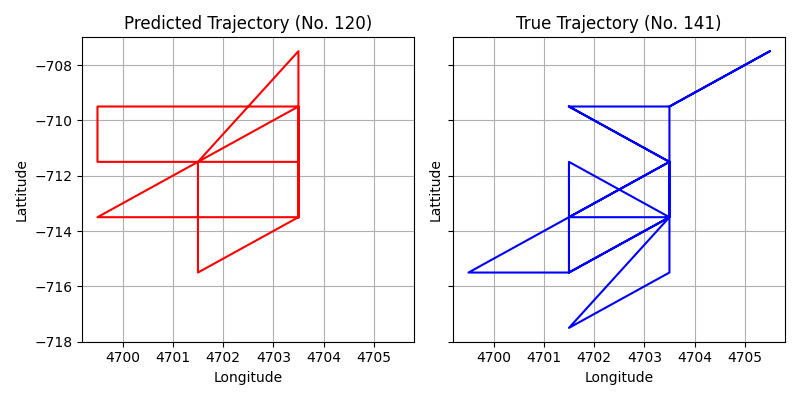 Predicted Trajectory (No. 120)
True Trajectory (No. 141)
−708
−710
−712
−714
−716
−718
Lattitude
Lattitude
4700 4701 4702 4703 4704 4705
4700 4701 4702 4703 4704 4705
Longitude
Longitude